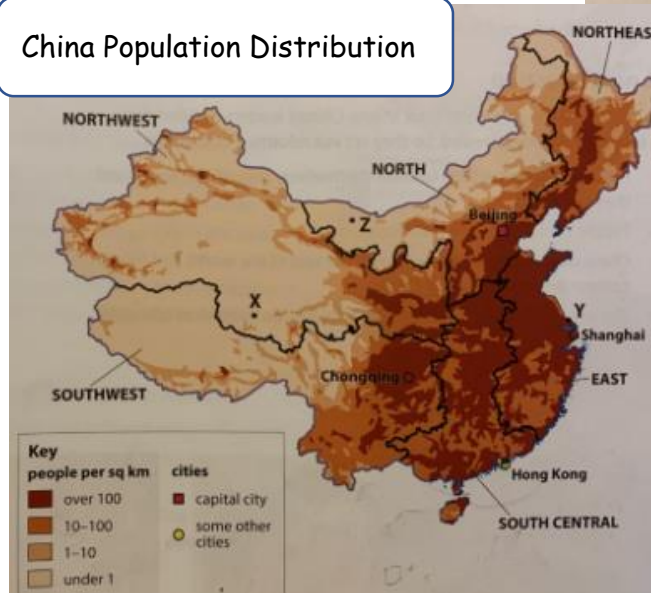 China Population Distribution
NORTHEAS
NORTHWEST
NORTH
Beijing
Z
X
Y
Shanghai
Chongqing
EAST
SOUTHWEST
Hong Kong
SOUTH CENTRAL
Key
people per sq km
over 100
10–100
1–10
under 1
cities
capital city
some other
cities